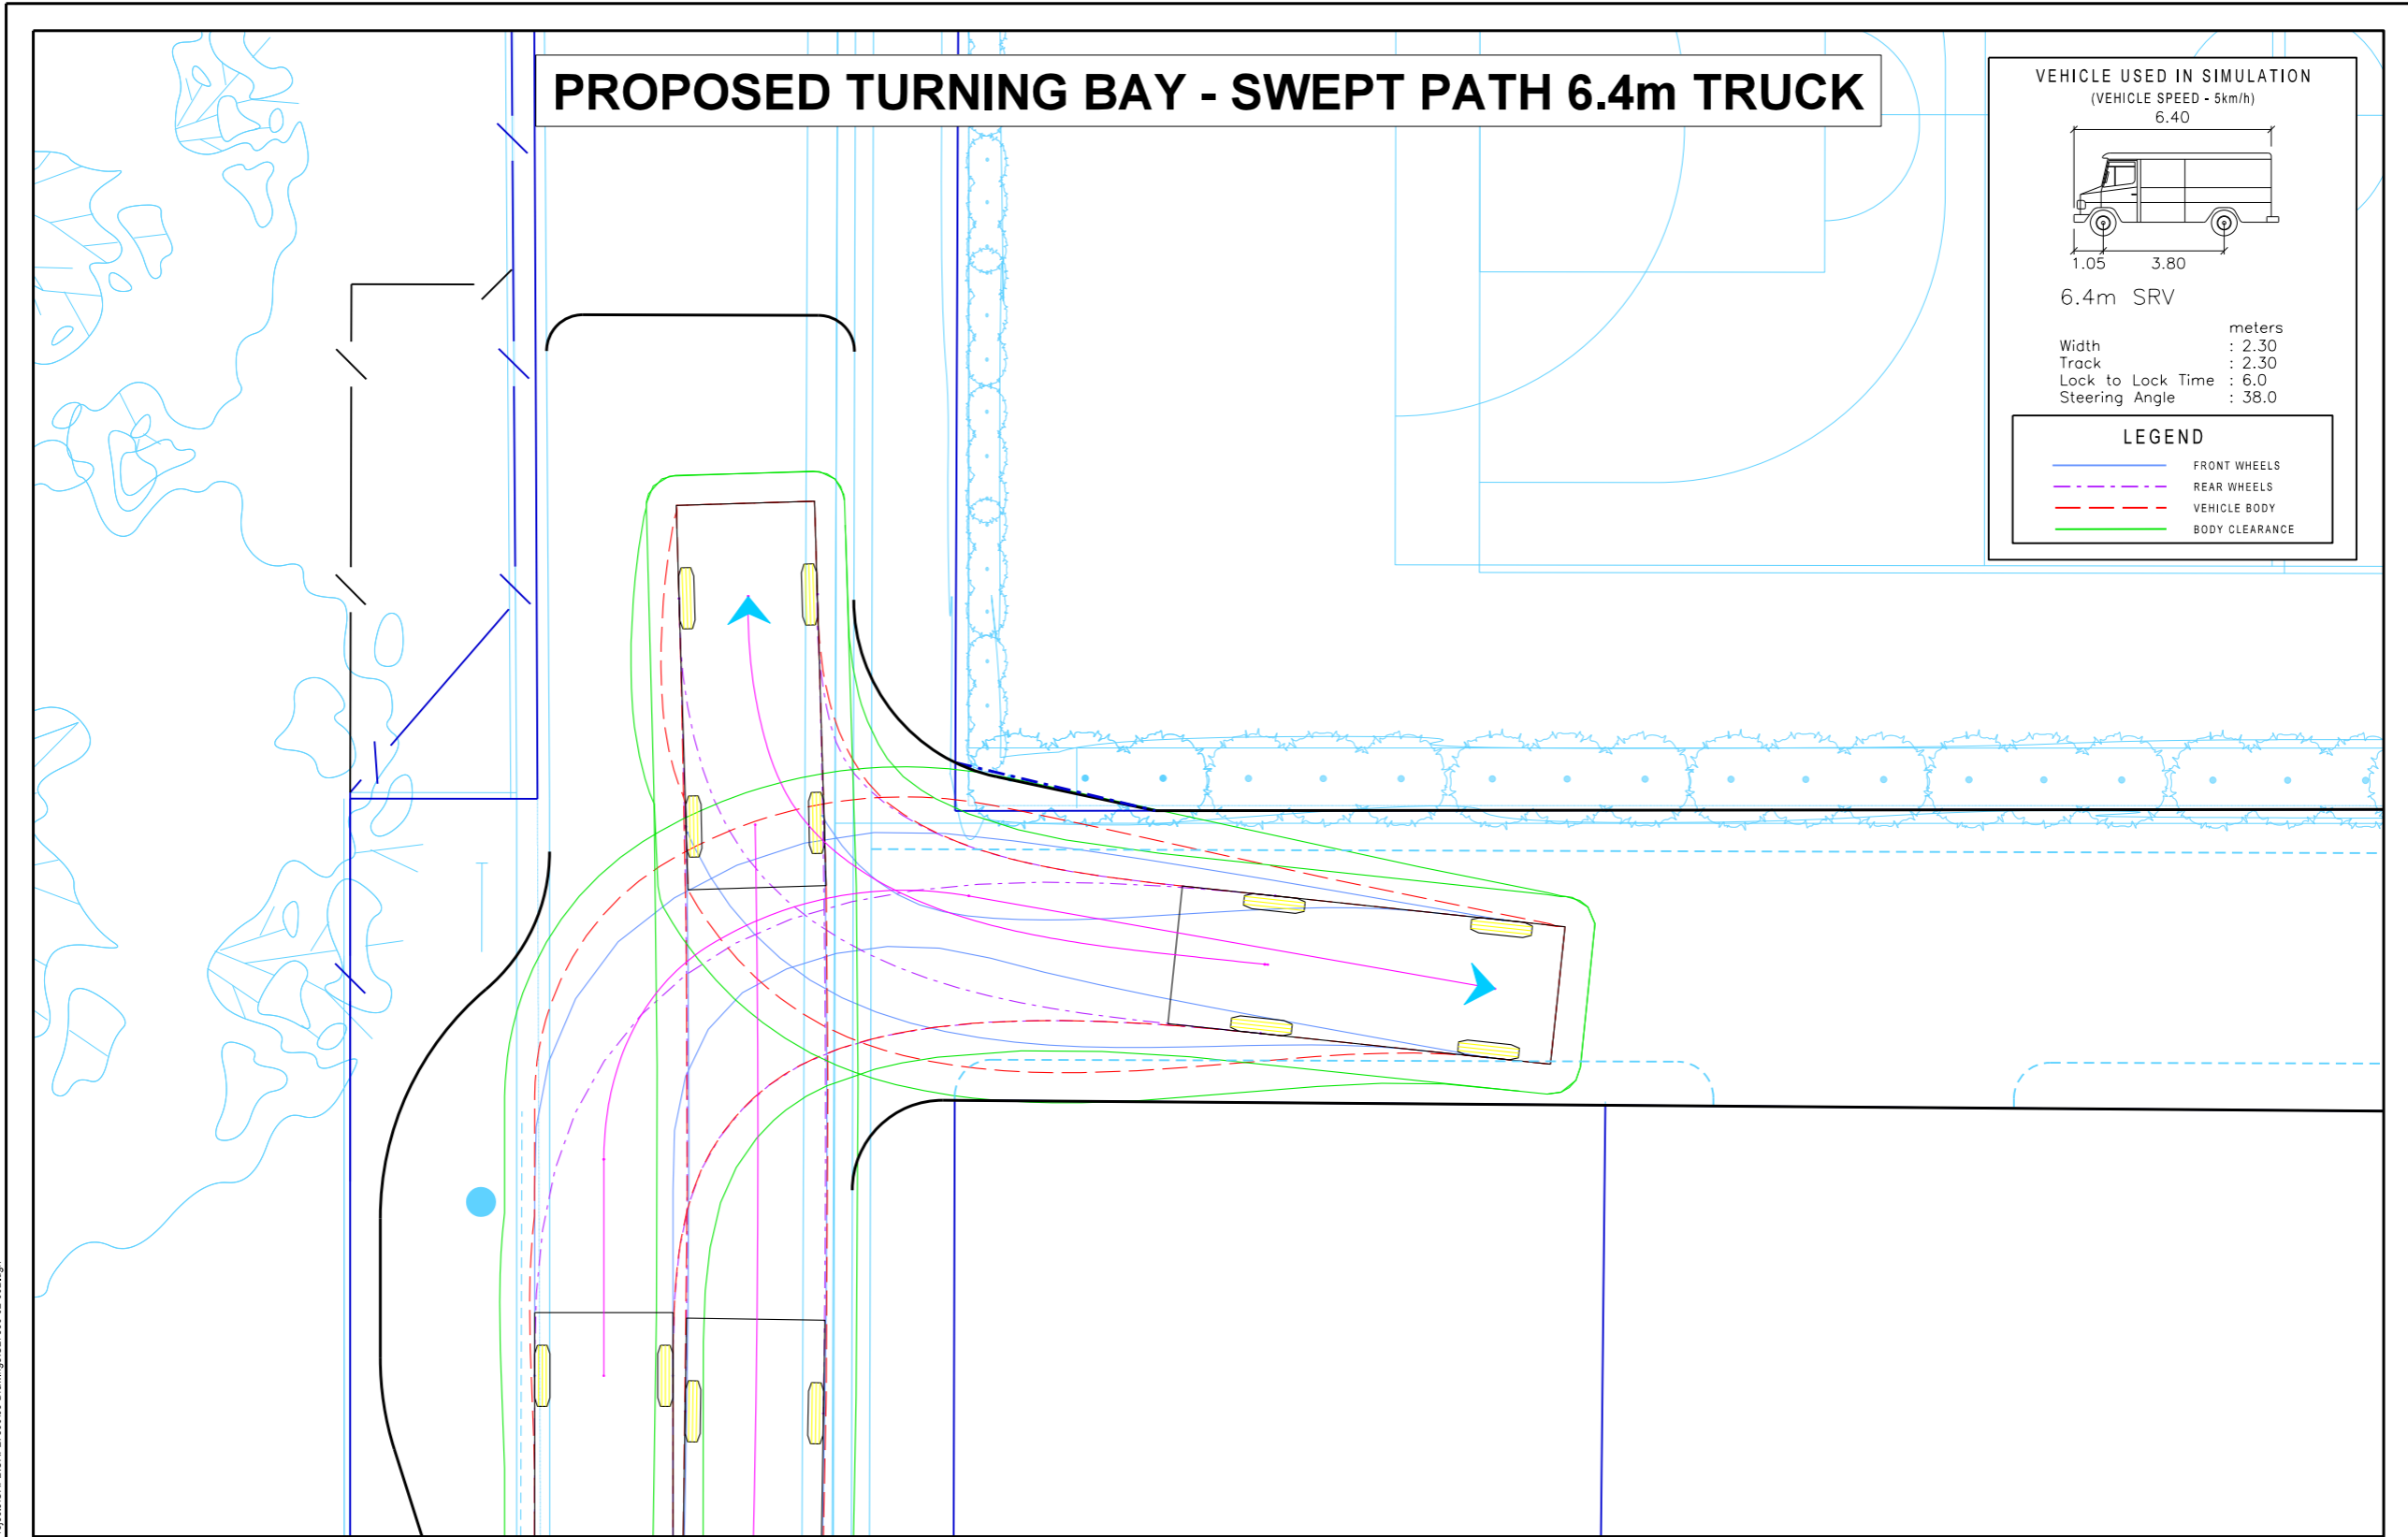 PROPOSED TURNING BAY - SWEPT PATH 6.4m TRUCK
VEHICLE USED IN SIMULATION
(VEHICLE SPEED - 5km/h)
6.40
1.05 3.80
6.4m SRV
meters
Width : 2.30
Track : 2.30
Lock to Lock Time : 6.0
Steering Angle : 38.0
LEGEND
FRONT WHEELS
REAR WHEELS
VEHICLE BODY
BODY CLEARANCE